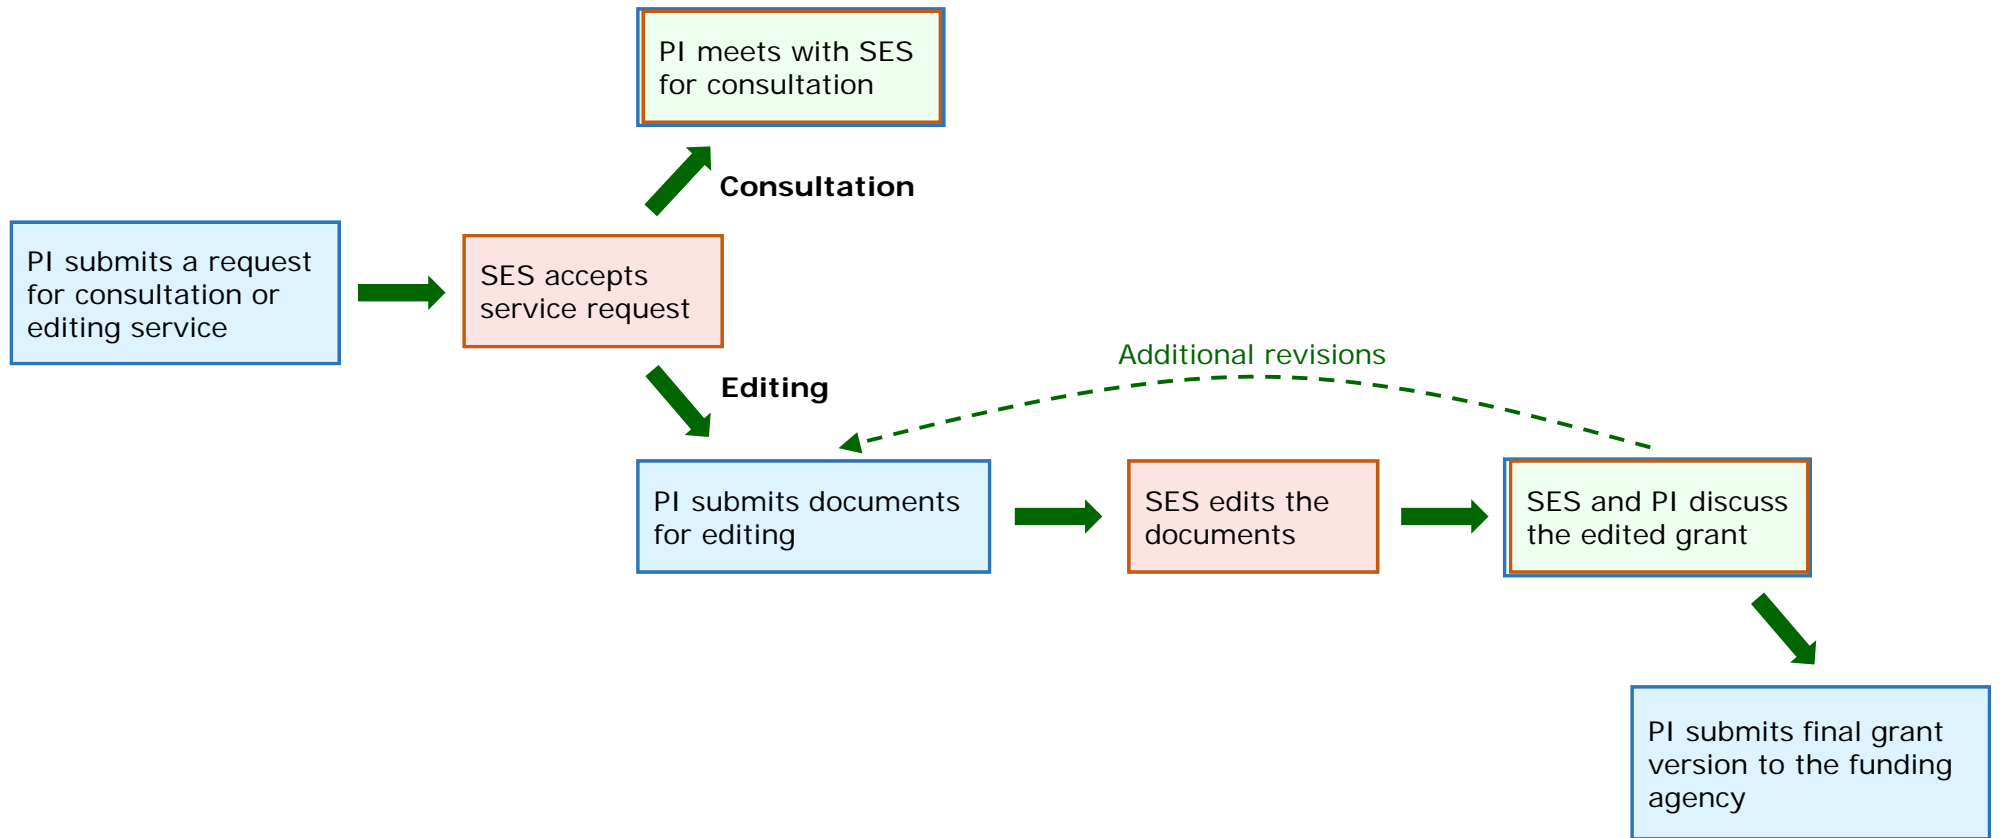 PI meets with SES
for consultation
Consultation
PI submits a request
for consultation or
editing service
SES accepts
service request
Editing
Additional revisions
PI submits documents
for editing
SES edits the
documents
SES and PI discuss
the edited grant
PI submits final grant
version to the funding
agency